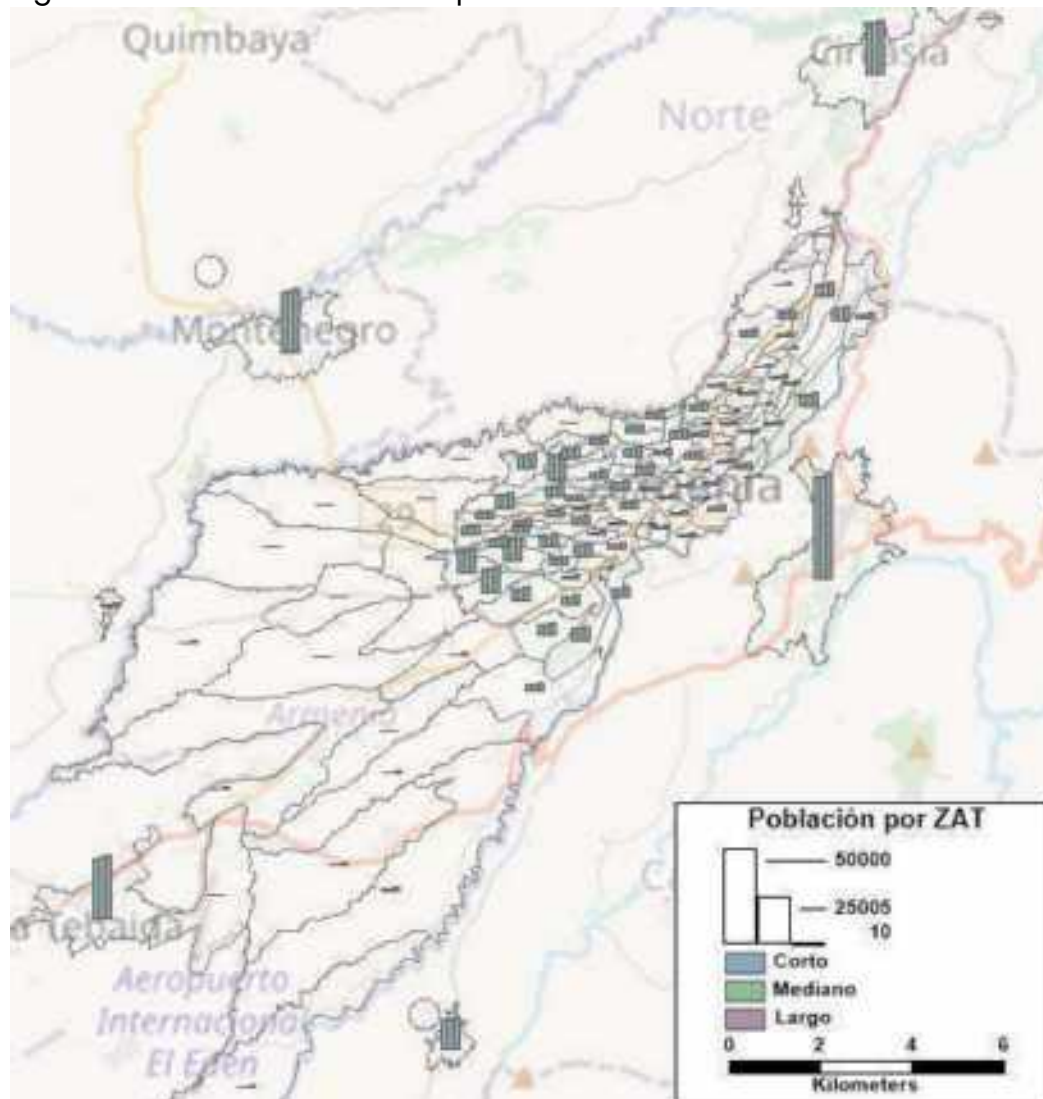 Quimbaya
Norte
Montenegro
Armenia
Aeropuerto
Internaciona
El Edén
Población por ZAT
50000
25005
10
Corto
Mediano
Largo
0 2 4 6
Kilometers